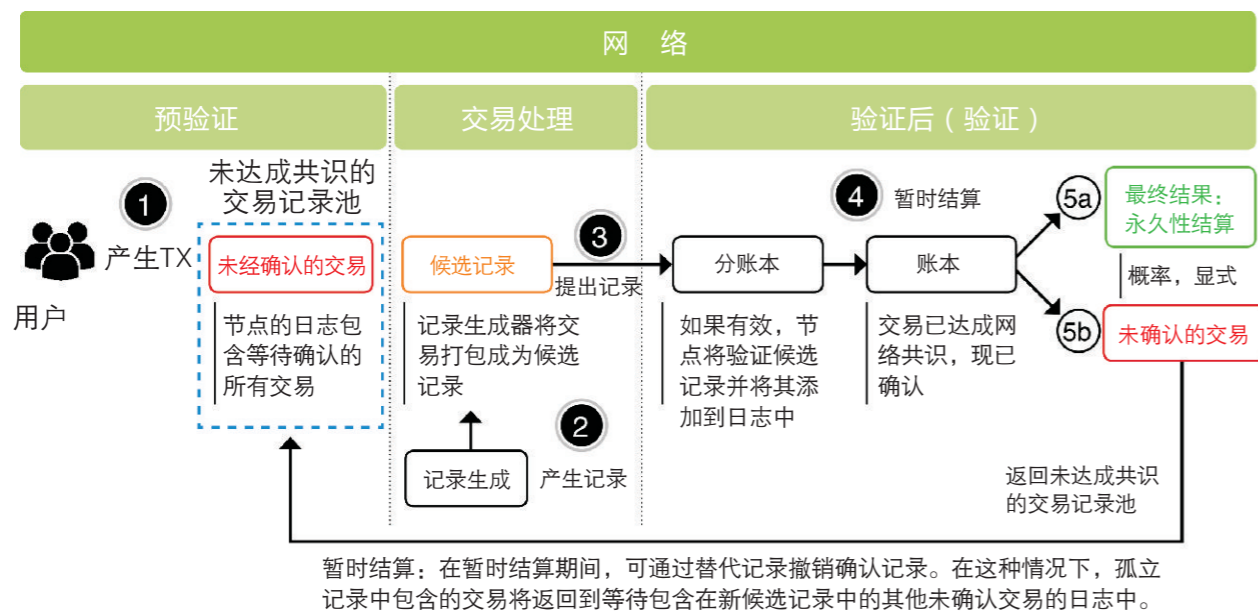 网 络
预验证
交易处理
验证后（验证）
未达成共识的
交易记录池
1
产生TX
用户
未经确认的交易
节点的日志包
含等待确认的
所有交易
候选记录
3
提出记录
记录生成器将交
易打包成为候选
记录
2
记录生成
产生记录
4
暂时结算
分账本
如果有效，节
点将验证候选
记录并将其添
加到日志中
账本
交易已达成网
络共识，现已
确认
5a
最终结果：
永久性结算
概率，显式
5b
未确认的交易
返回未达成共识
的交易记录池
暂时结算：在暂时结算期间，可通过替代记录撤销确认记录。在这种情况下，孤立
记录中包含的交易将返回到等待包含在新候选记录中的其他未确认交易的日志中。